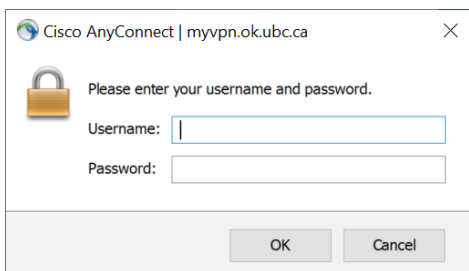 Cisco AnyConnect | myvpn.ok.ubc.ca
Please enter your username and password.
Username:
Password:
OK
Cancel